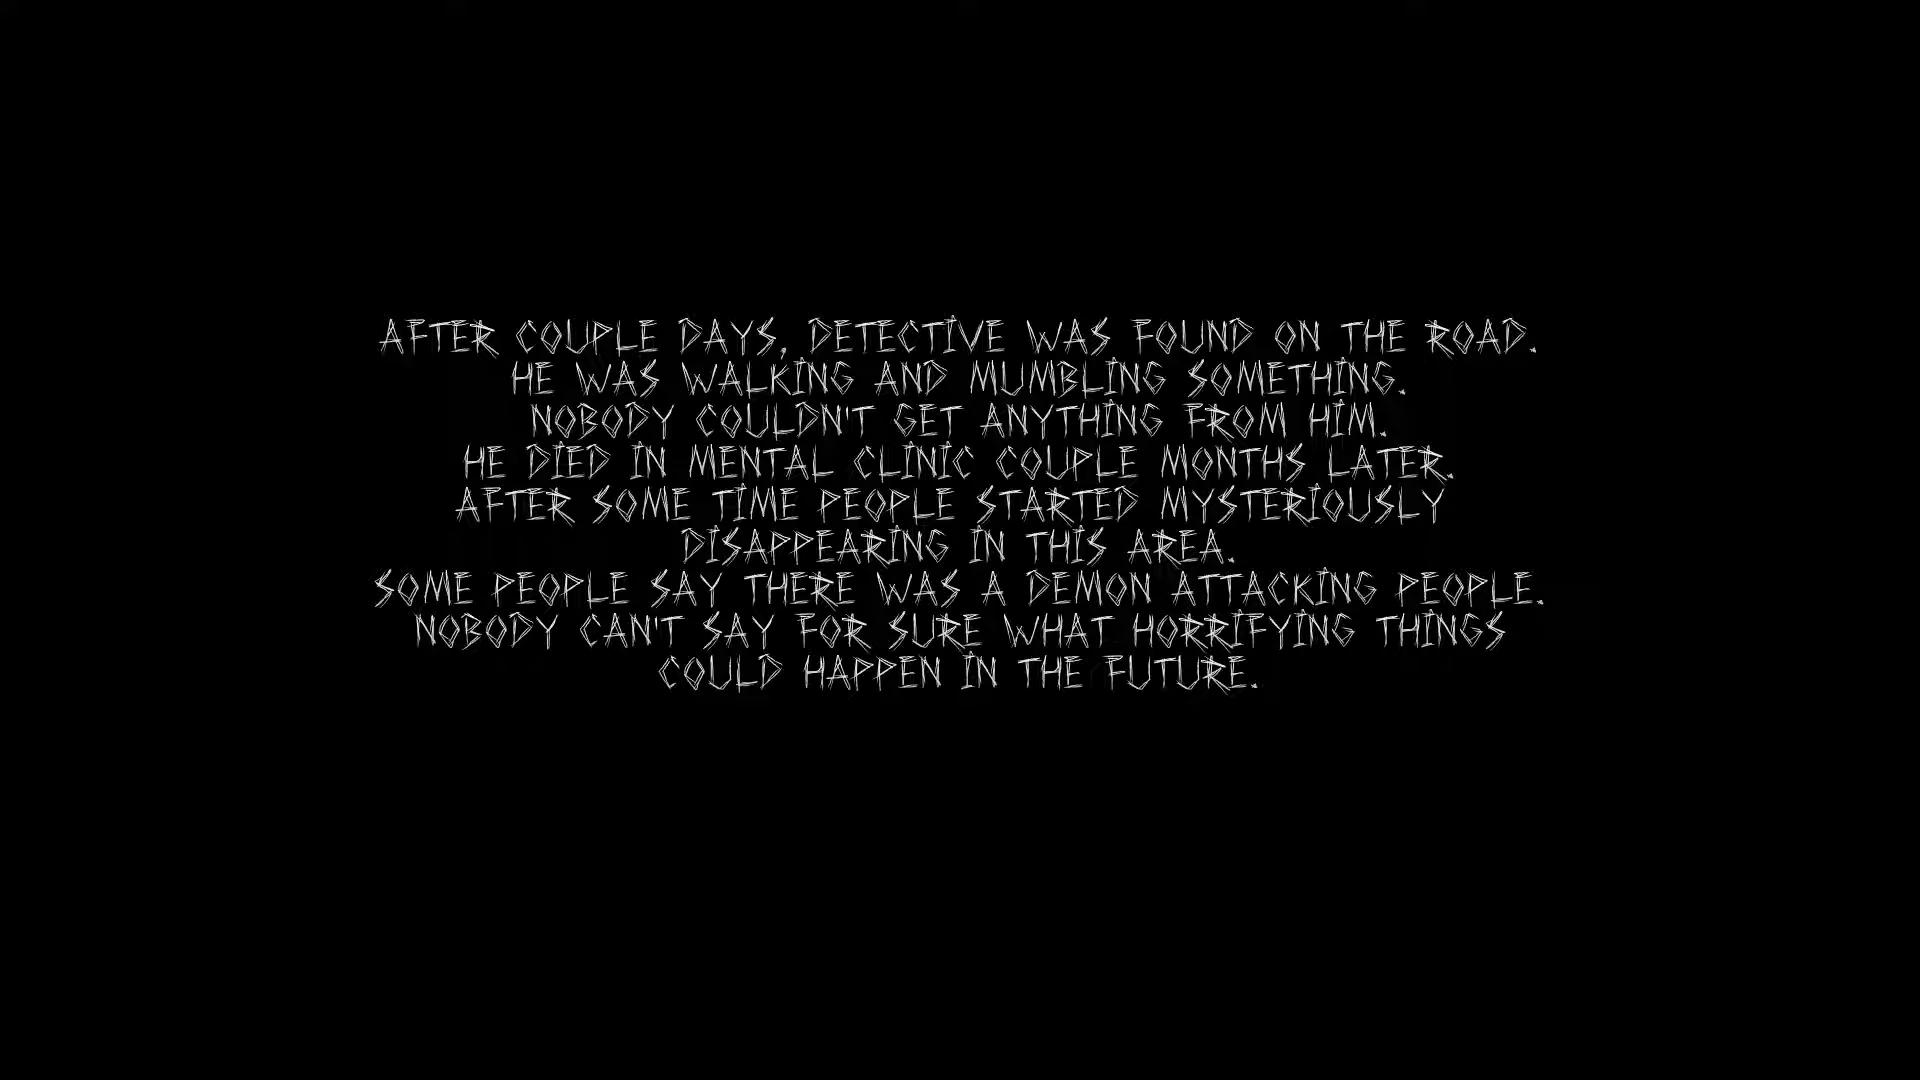 AFTER COUPLE DAYS, DETECTIVE WAS FOUND ON THE ROAD.
HE WAS WALKING AND MUMBLING SOMETHING.
NOBODY COULDN'T GET ANYTHING FROM HIM.
HE DIED IN MENTAL CLINIC COUPLE MONTHS LATER.
AFTER SOME TIME PEOPLE STARTED MYSTERIOUSLY
DISAPPEARING IN THIS AREA.
SOME PEOPLE SAY THERE WAS A DEMON ATTACKING PEOPLE.
NOBODY CAN'T SAY FOR SURE WHAT HORRIFYING THINGS
COULD HAPPEN IN THE FUTURE.